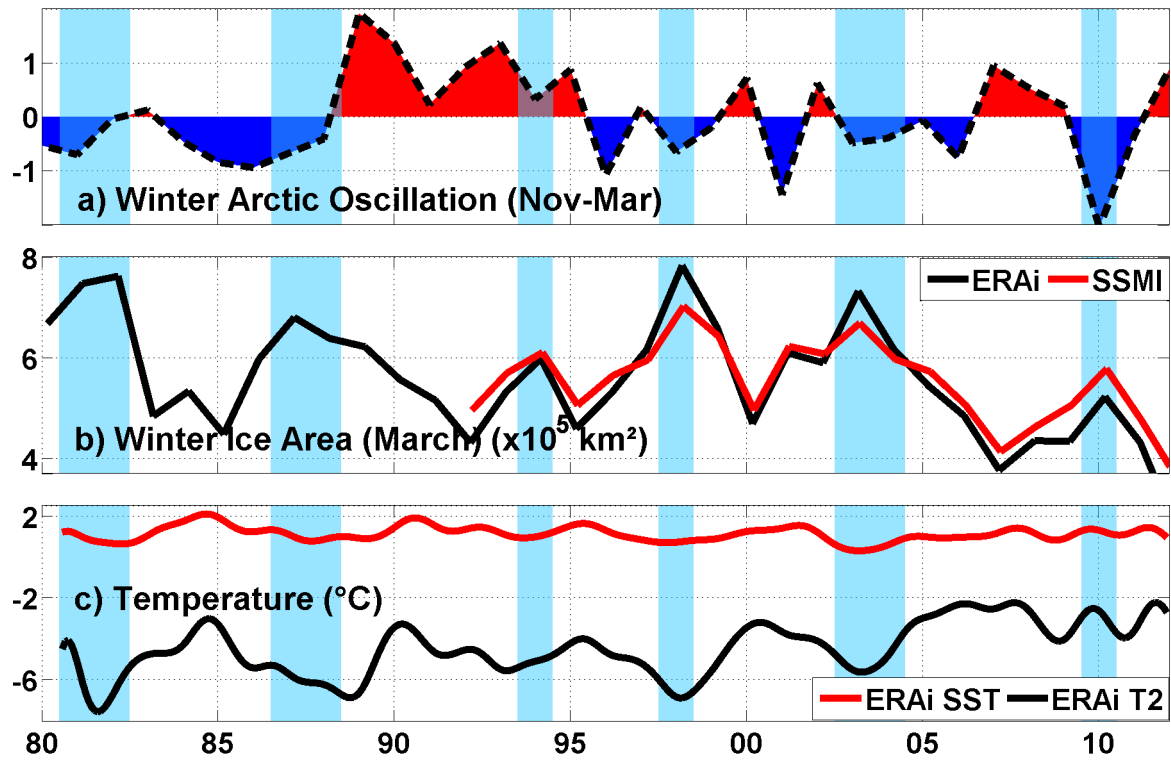 1
0
-1
a) Winter Arctic Oscillation (Nov-Mar)
8
6
4
ERAi SSMI
b) Winter Ice Area (March) (x10⁵ km²)
2
-2
-6
c) Temperature (°C)
ERAi SST ERAi T2
80 85 90 95 00 05 10